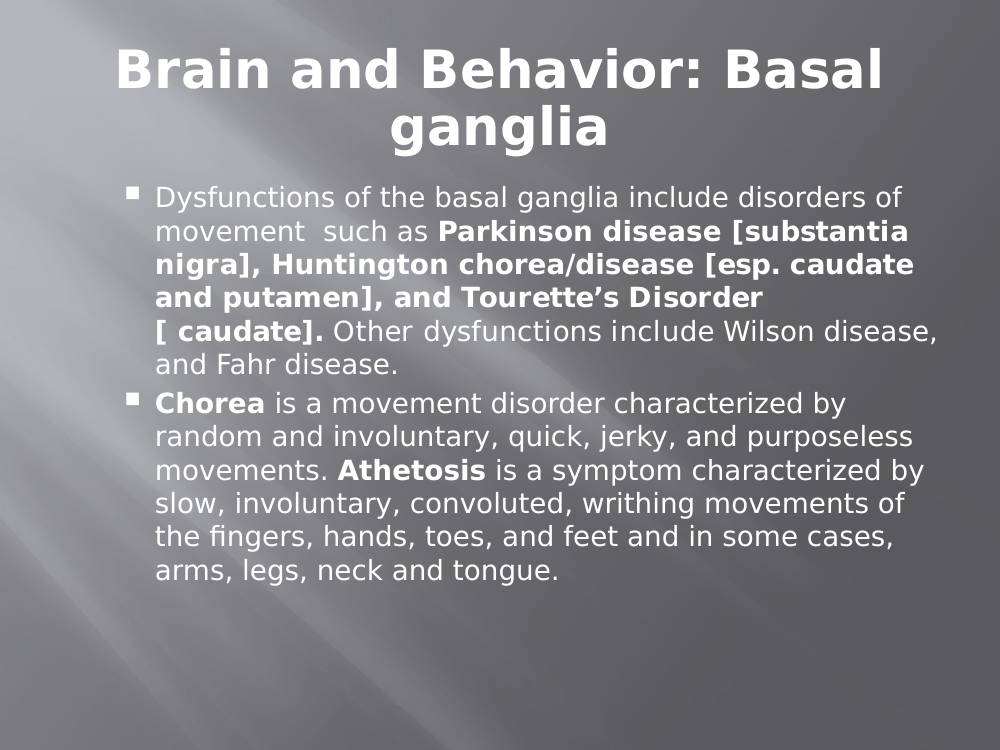 Brain and Behavior: Basal
ganglia
Dysfunctions of the basal ganglia include disorders of
movement  such as Parkinson disease [substantia
nigra], Huntington chorea/disease [esp. caudate
and putamen], and Tourette’s Disorder
[ caudate]. Other dysfunctions include Wilson disease,
and Fahr disease.
Chorea is a movement disorder characterized by
random and involuntary, quick, jerky, and purposeless
movements. Athetosis is a symptom characterized by
slow, involuntary, convoluted, writhing movements of
the fingers, hands, toes, and feet and in some cases,
arms, legs, neck and tongue.